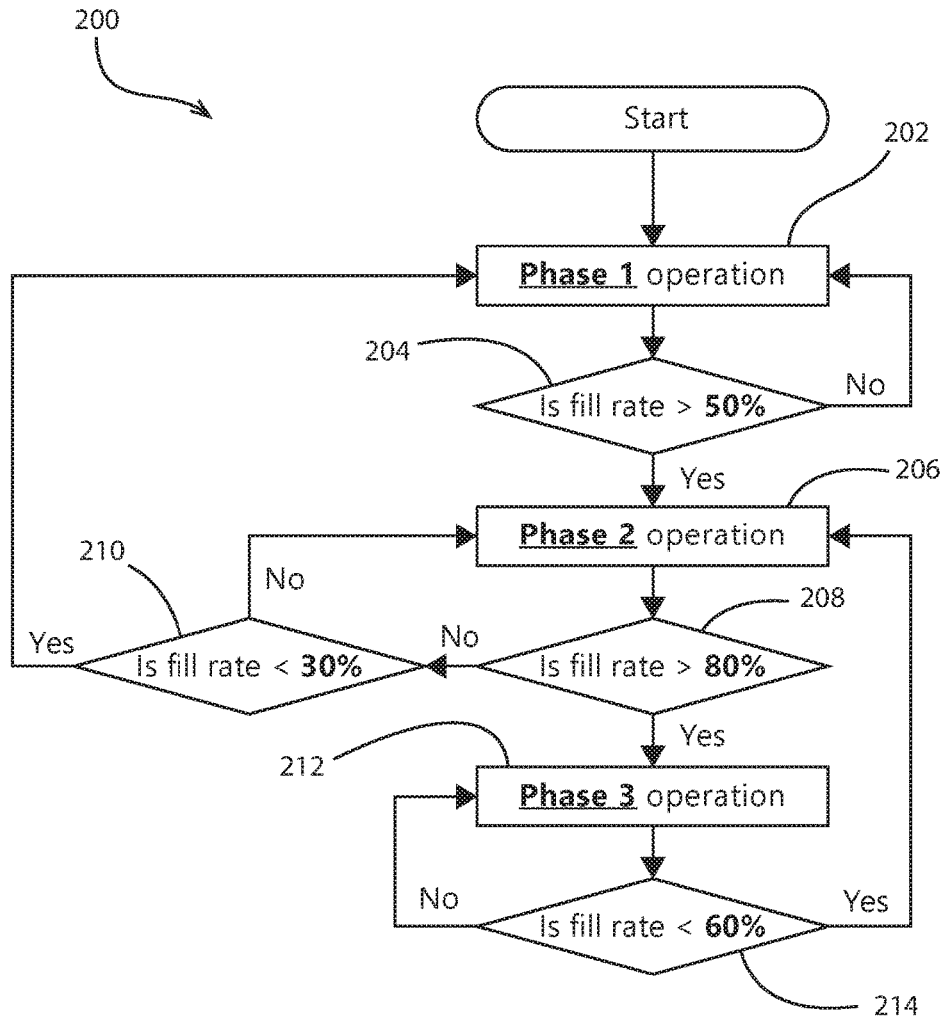 200
Start
202
Phase 1 operation
204
Is fill rate > 50%
No
Yes
206
Phase 2 operation
210
No
208
Yes
Is fill rate < 30%
No
Is fill rate > 80%
Yes
212
Phase 3 operation
No
Is fill rate < 60%
Yes
214